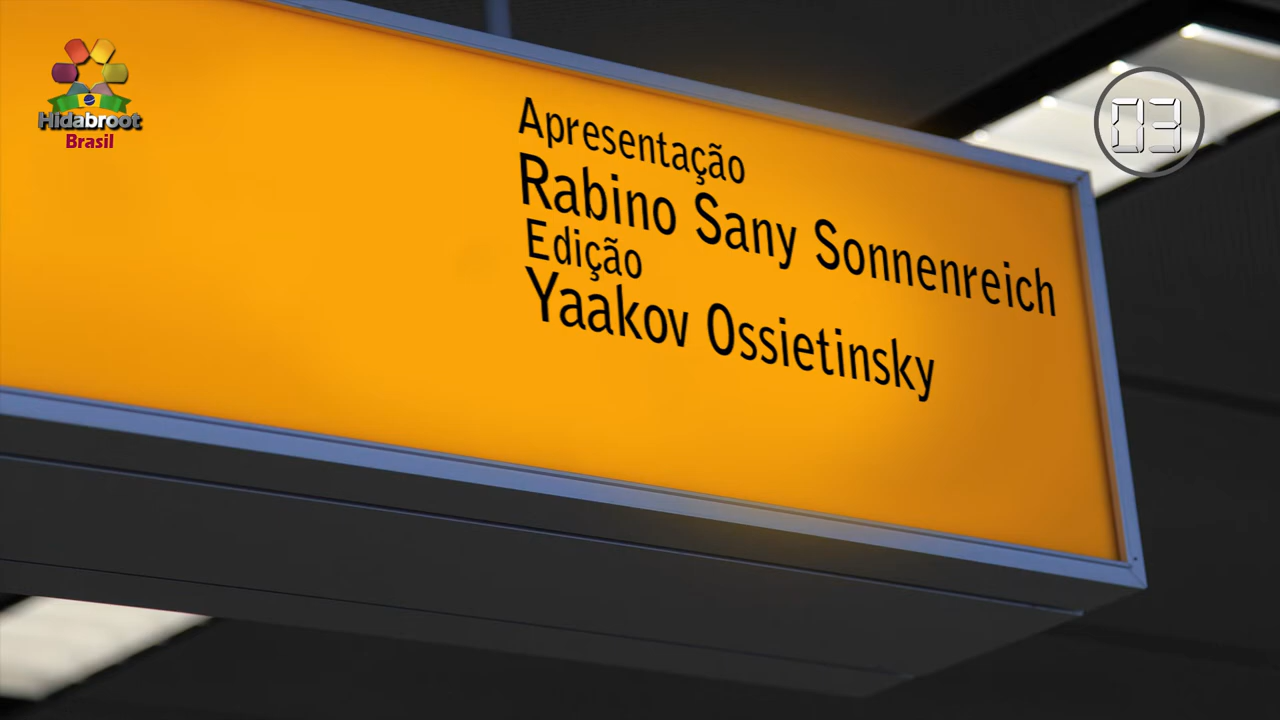 Hidabroot
Brasil
03
Apresentação
Rabino Sany Sonnenreich
Edição
Yaakov Ossietinsky